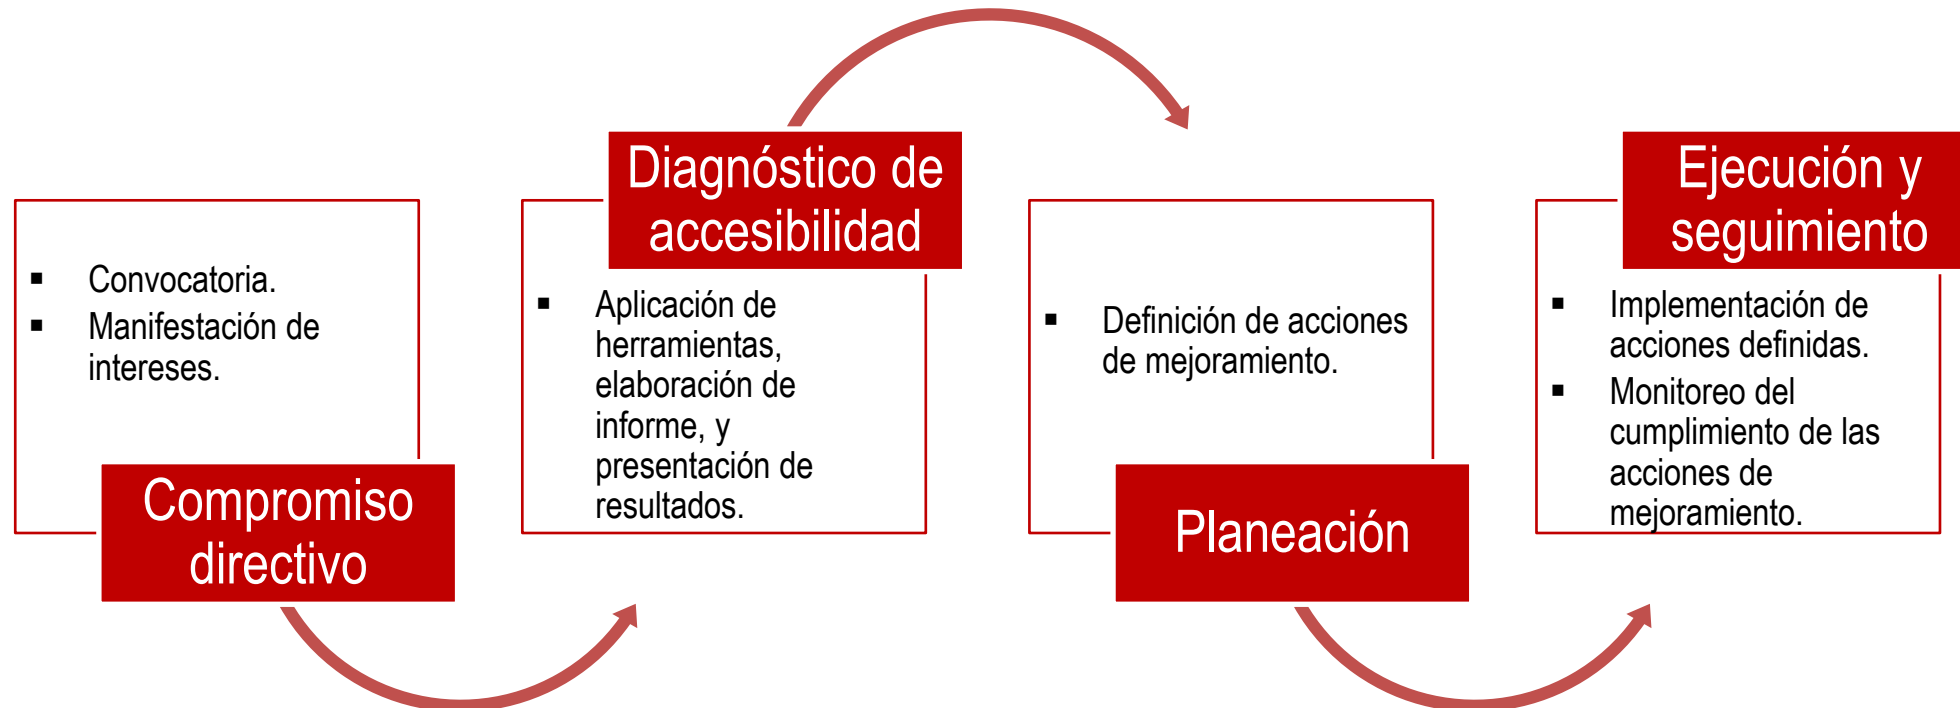 ▪ Convocatoria.
▪ Manifestación de
intereses.
Compromiso
directivo
Diagnóstico de
accesibilidad
▪ Aplicación de
herramientas,
elaboración de
informe, y
presentación de
resultados.
▪ Definición de acciones
de mejoramiento.
Planeación
Ejecución y
seguimiento
▪ Implementación de
acciones definidas.
▪ Monitoreo del
cumplimiento de las
acciones de
mejoramiento.